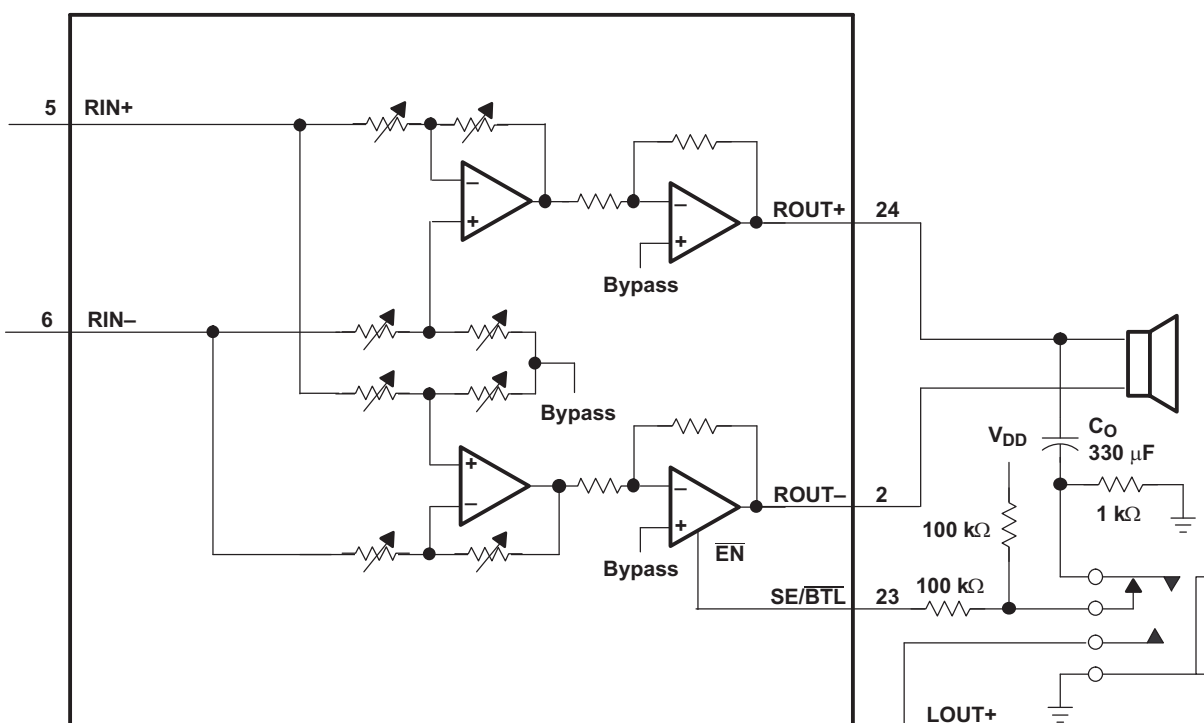 5 RIN+
− 
+
−
+
ROUT+ 24
Bypass
6 RIN–
Bypass
VDD
CO
330 μF
+
−
−
+
ROUT– 2
1 kΩ
100 kΩ
EN
Bypass
100 kΩ
SE/BTL 23
LOUT+